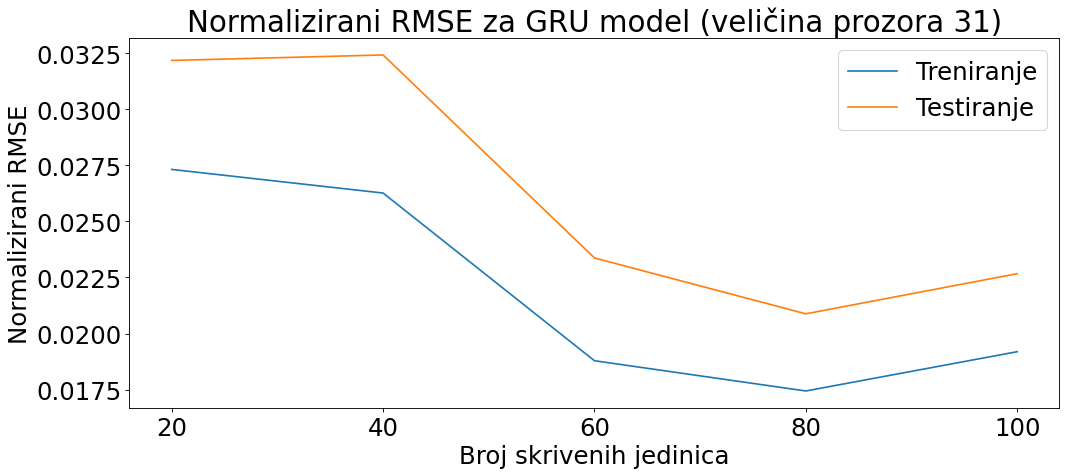 Normalizirani RMSE za GRU model (veličina prozora 31)
Normalizirani RMSE
0.0325
0.0300
0.0275
0.0250
0.0225
0.0200
0.0175
Treniranje
Testiranje
20 40 60 80 100
Broj skrivenih jedinica